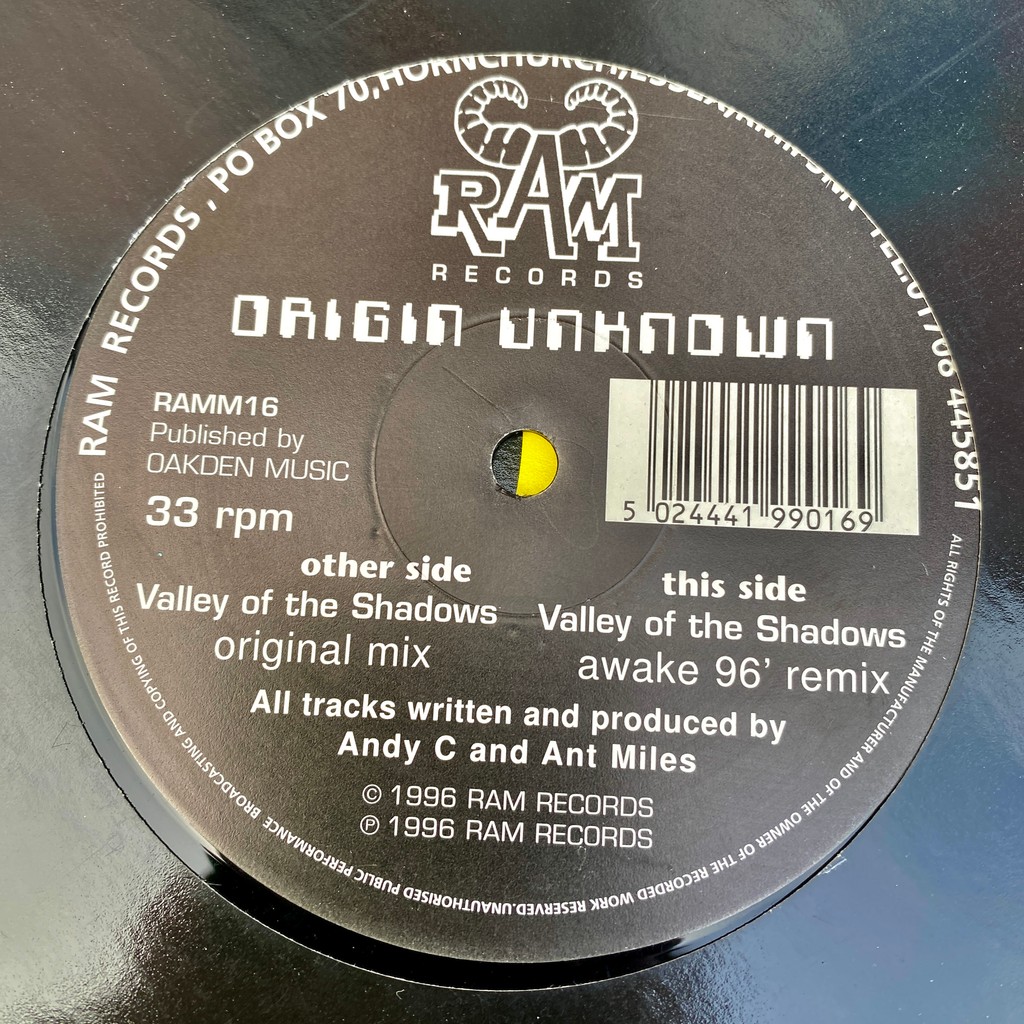 RAM RECORDS , PO BOX 70, HORNCHURCH, ESSEX, TEL:01708 445851
RAM
RECORDS
ORIGIN UNKNOWN
RAMM16
Published by
OAKDEN MUSIC
33 rpm
5 024441 990169
other side
Valley of the Shadows
original mix
this side
Valley of the Shadows
awake 96' remix
All tracks written and produced by
Andy C and Ant Miles
© 1996 RAM RECORDS
℗ 1996 RAM RECORDS
ALL RIGHTS OF THE MANUFACTURER AND OF THE OWNER OF THE RECORDED WORK RESERVED.UNAUTHORISED PUBLIC PERFORMANCE BROADCASTING AND COPYING OF THIS RECORD PROHIBITED